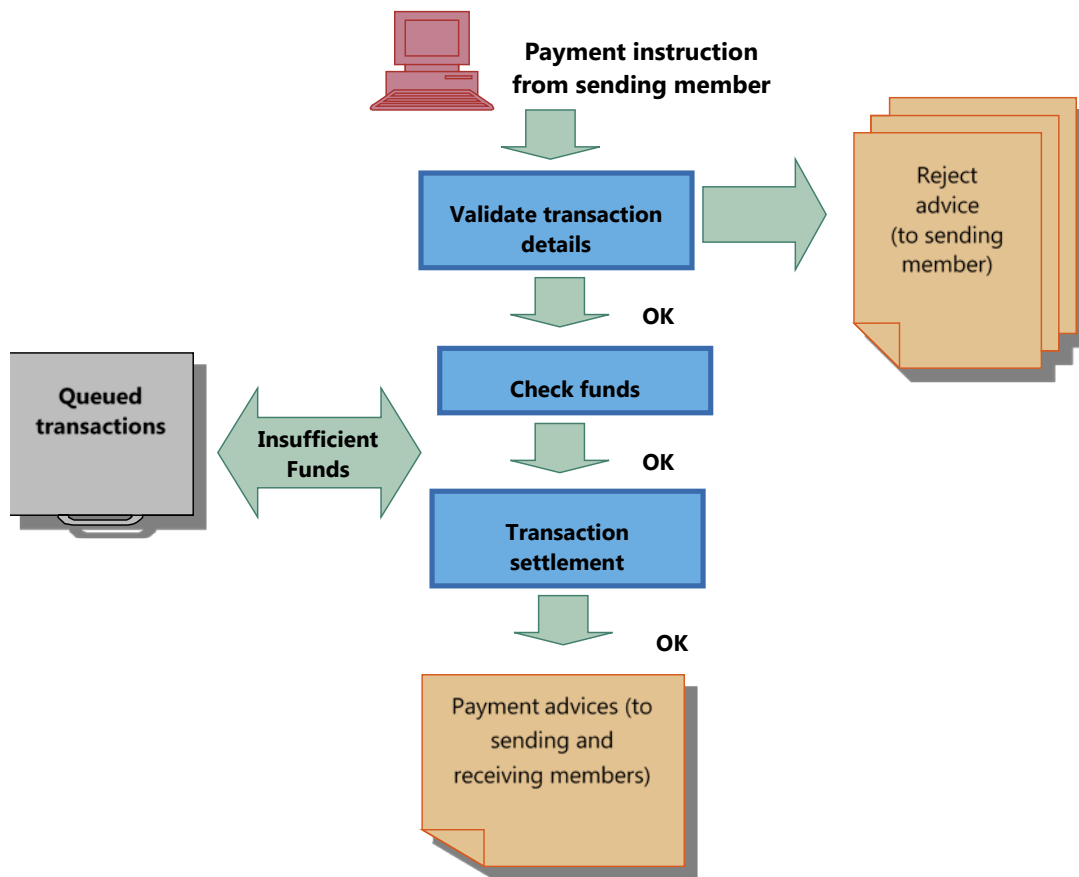 Payment instruction
from sending member
Validate transaction
details
Reject
advice
(to sending
member)
OK
Check funds
Queued
transactions
Insufficient
Funds
OK
Transaction
settlement
OK
Payment advices (to
sending and
receiving members)